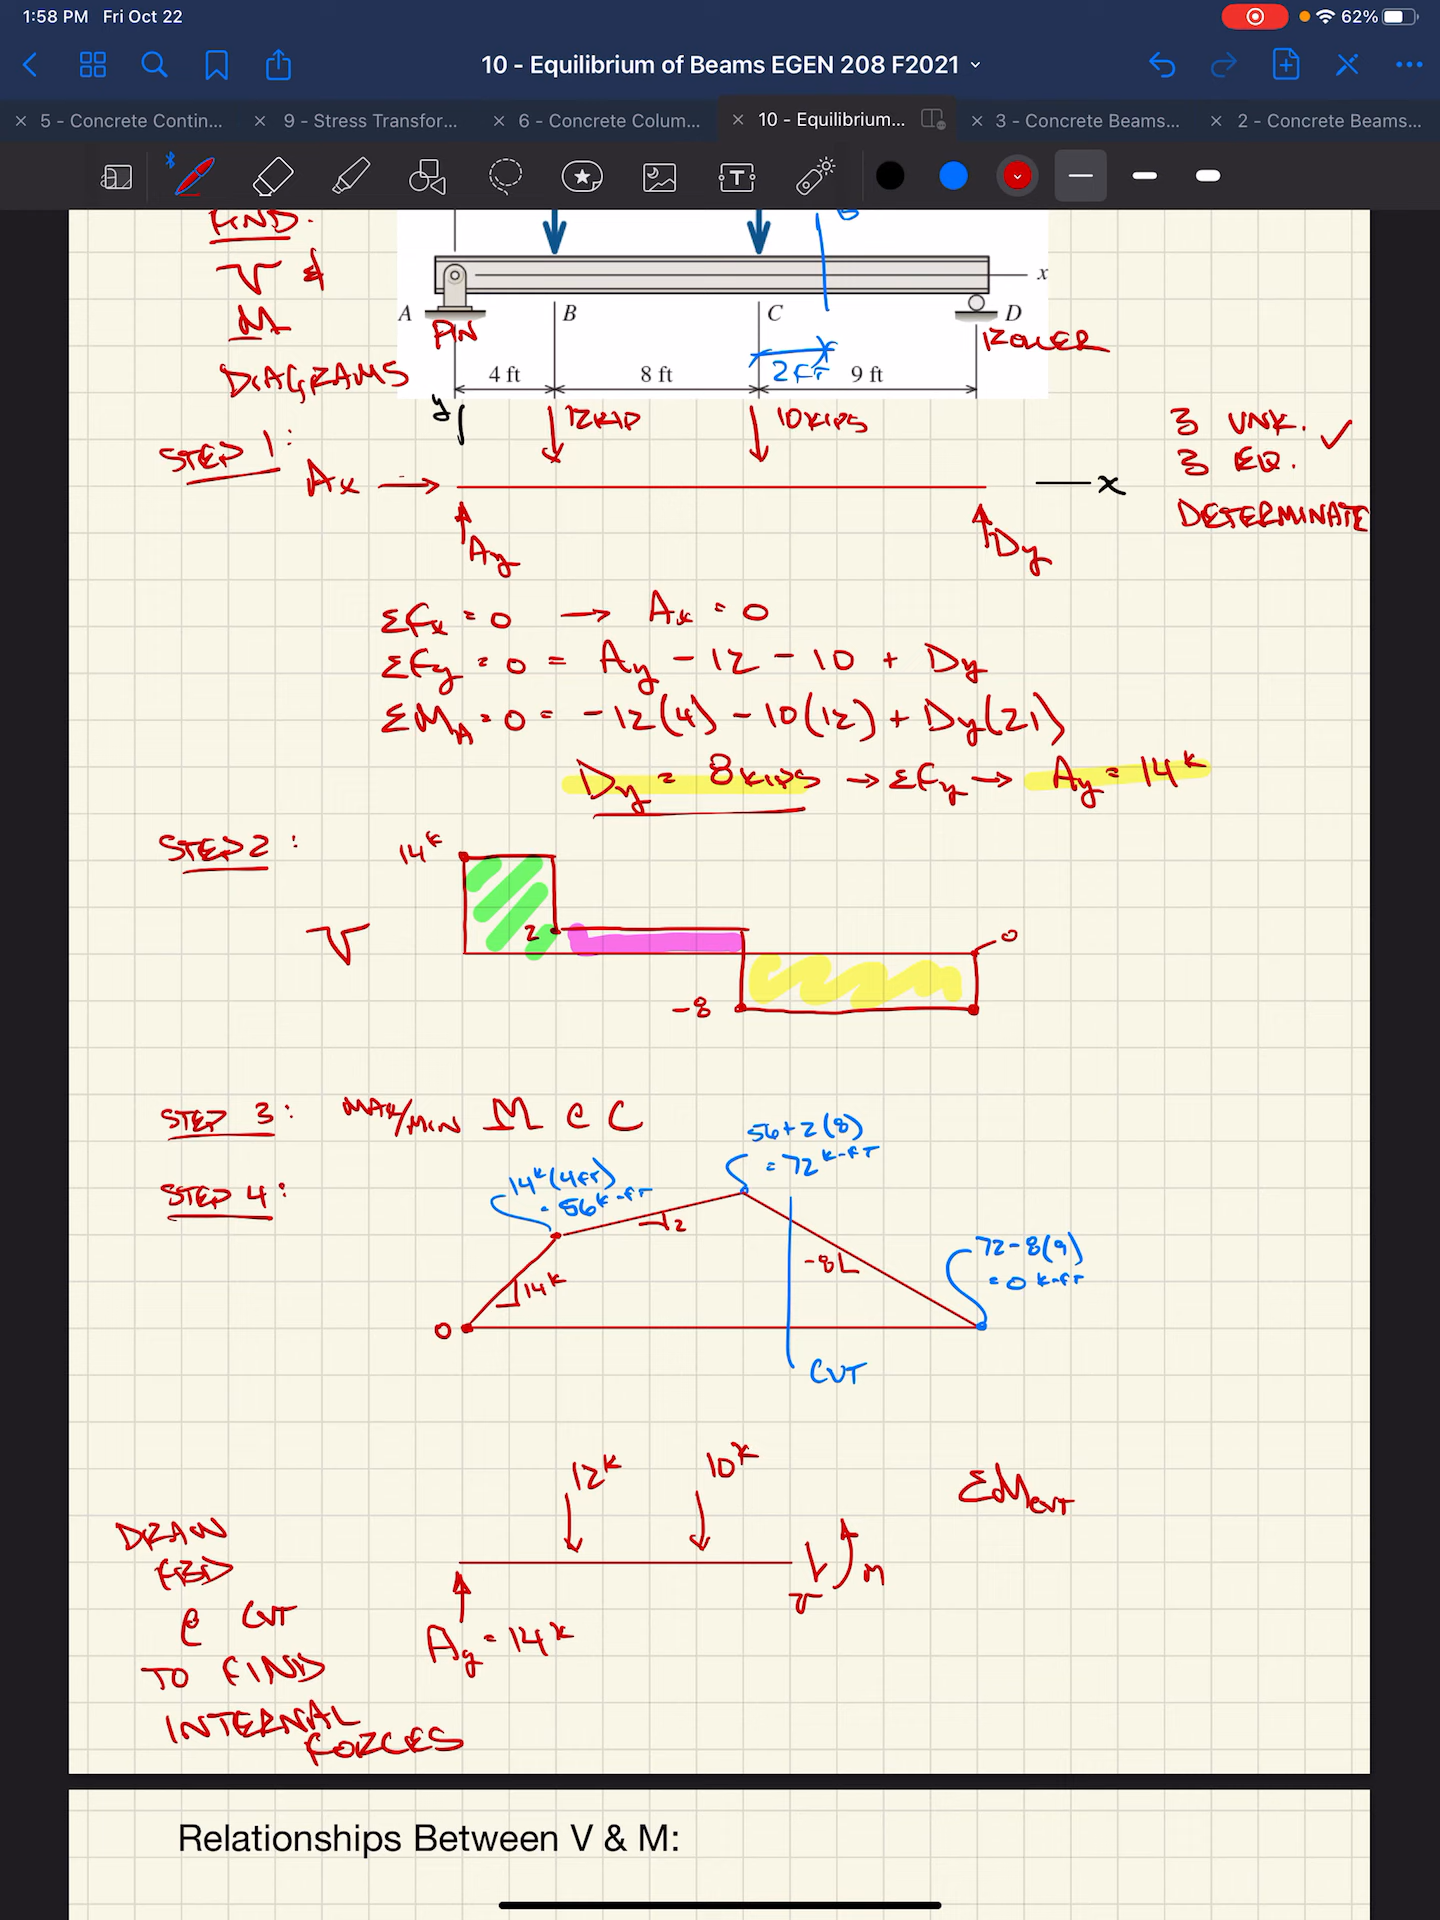 1:58 PM Fri Oct 22
62%
10 - Equilibrium of Beams EGEN 208 F2021
5 - Concrete Contin...
9 - Stress Transfor...
6 - Concrete Colum...
10 - Equilibrium...
3 - Concrete Beams...
2 - Concrete Beams...
FIND:
V &
M
DIAGRAMS
x
A
B
C
D
PIN
ROLLER
2 FT
4 ft
8 ft
9 ft
y
12 KIP
10 KIPS
3 UNK. ✓
3 EQ.
DETERMINATE
STEP 1:
Ax →
x
Ay
Dy
ΣFx = 0 → Ax = 0
ΣFy = 0 = Ay - 12 - 10 + Dy
ΣMA = 0 = -12(4) - 10(12) + Dy(21)
Dy = 8 KIPS → ΣFy → Ay = 14ᵏ
STEP 2:
14ᵏ
V
2
0
-8
STEP 3: MAX/MIN M @ C
STEP 4:
56 + 2(8)
= 72 ᵏ⁻ᶠᵀ
14ᵏ(4FT)
= 56 ᵏ⁻ᶠᵀ
2
72 - 8(9)
= 0 ᵏ⁻ᶠᵀ
-8
14ᵏ
0
CUT
12ᵏ
10ᵏ
ΣMCUT
DRAW
FBD
@ CUT
TO FIND
INTERNAL
FORCES
V
M
Ay = 14ᵏ
Relationships Between V & M: